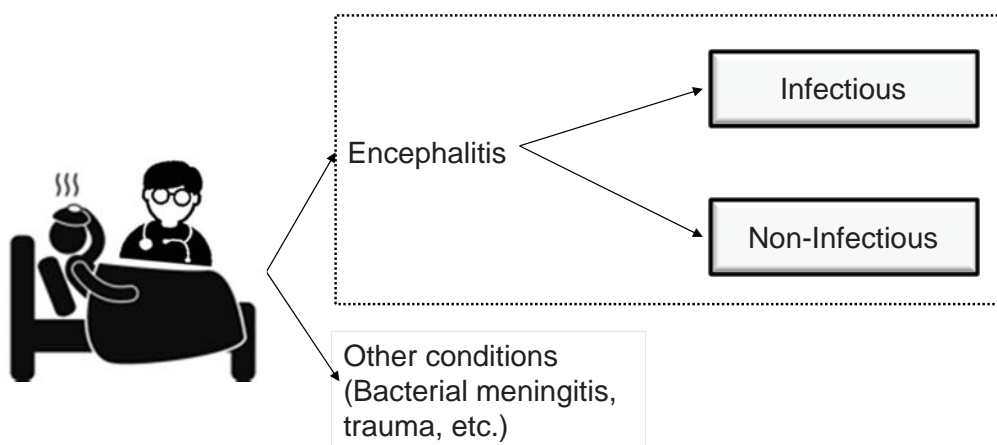 Infectious
Encephalitis
Non-Infectious
Other conditions
(Bacterial meningitis,
trauma, etc.)